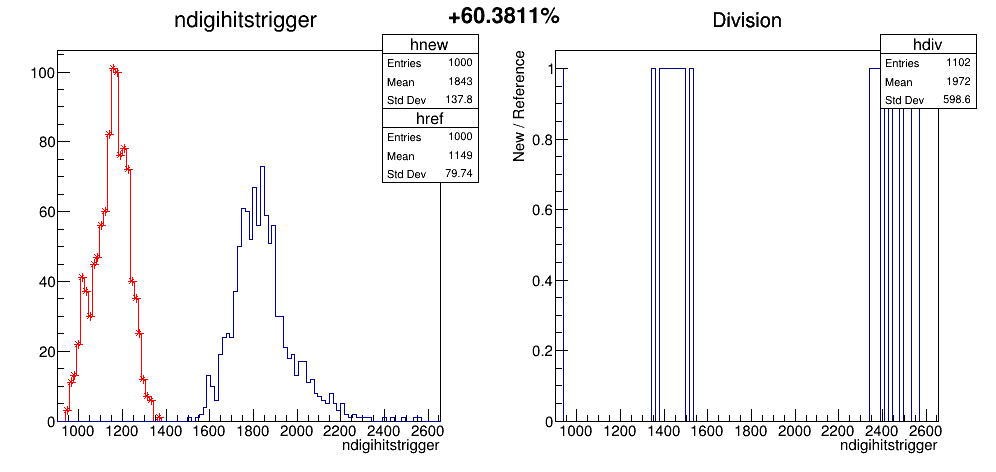 +60.3811%
ndigihitstrigger
hnew
Entries 1000
Mean 1843
Std Dev 137.8
href
Entries 1000
Mean 1149
Std Dev 79.74
100
80
60
40
20
0
1000 1200 1400 1600 1800 2000 2200 2400 2600
ndigihitstrigger
Division
hdiv
Entries 1102
Mean 1972
Std Dev 598.6
New / Reference
1
0.8
0.6
0.4
0.2
0
1000 1200 1400 1600 1800 2000 2200 2400 2600
ndigihitstrigger